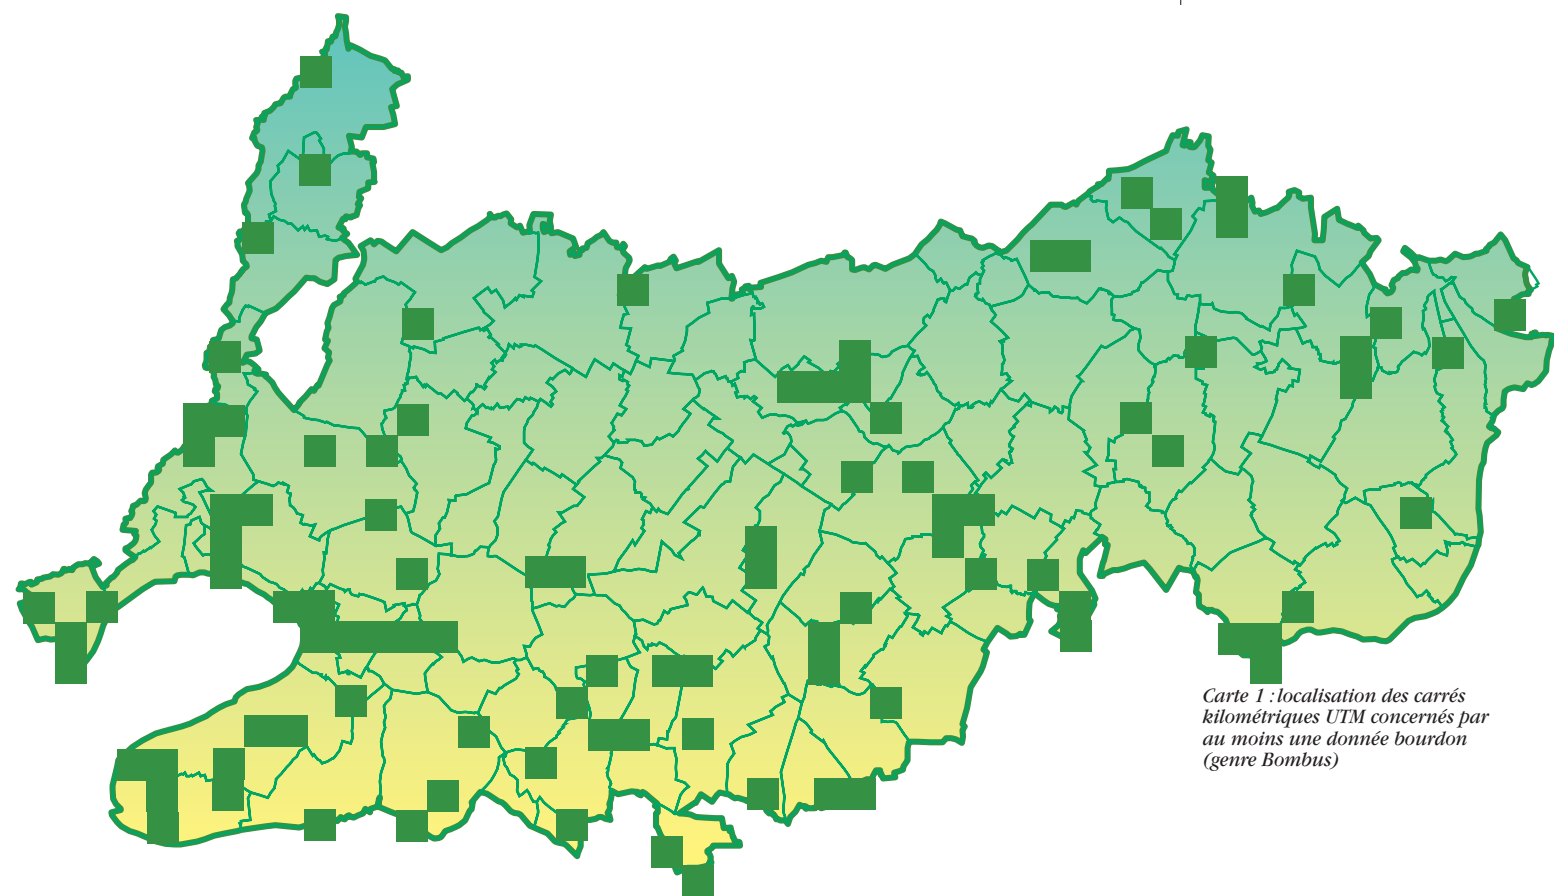 Carte 1 : localisation des carrés
kilométriques UTM concernés par
au moins une donnée bourdon
(genre Bombus)